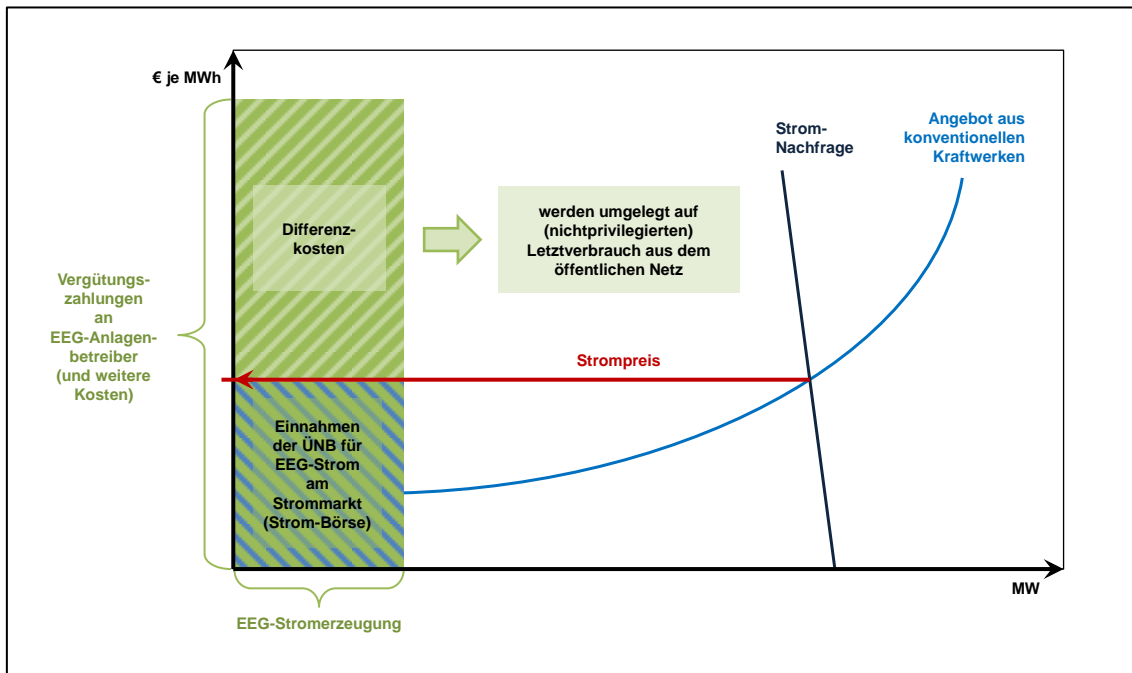 € je MWh
Strom-
Nachfrage
Angebot aus
konventionellen
Kraftwerken
Differenz-
kosten
werden umgelegt auf
(nichtprivilegierten)
Letztverbrauch aus dem
öffentlichen Netz
Vergütungs-
zahlungen
an
EEG-Anlagen-
betreiber
(und weitere
Kosten)
Strompreis
Einnahmen
der ÜNB für
EEG-Strom
am
Strommarkt
(Strom-Börse)
MW
EEG-Stromerzeugung